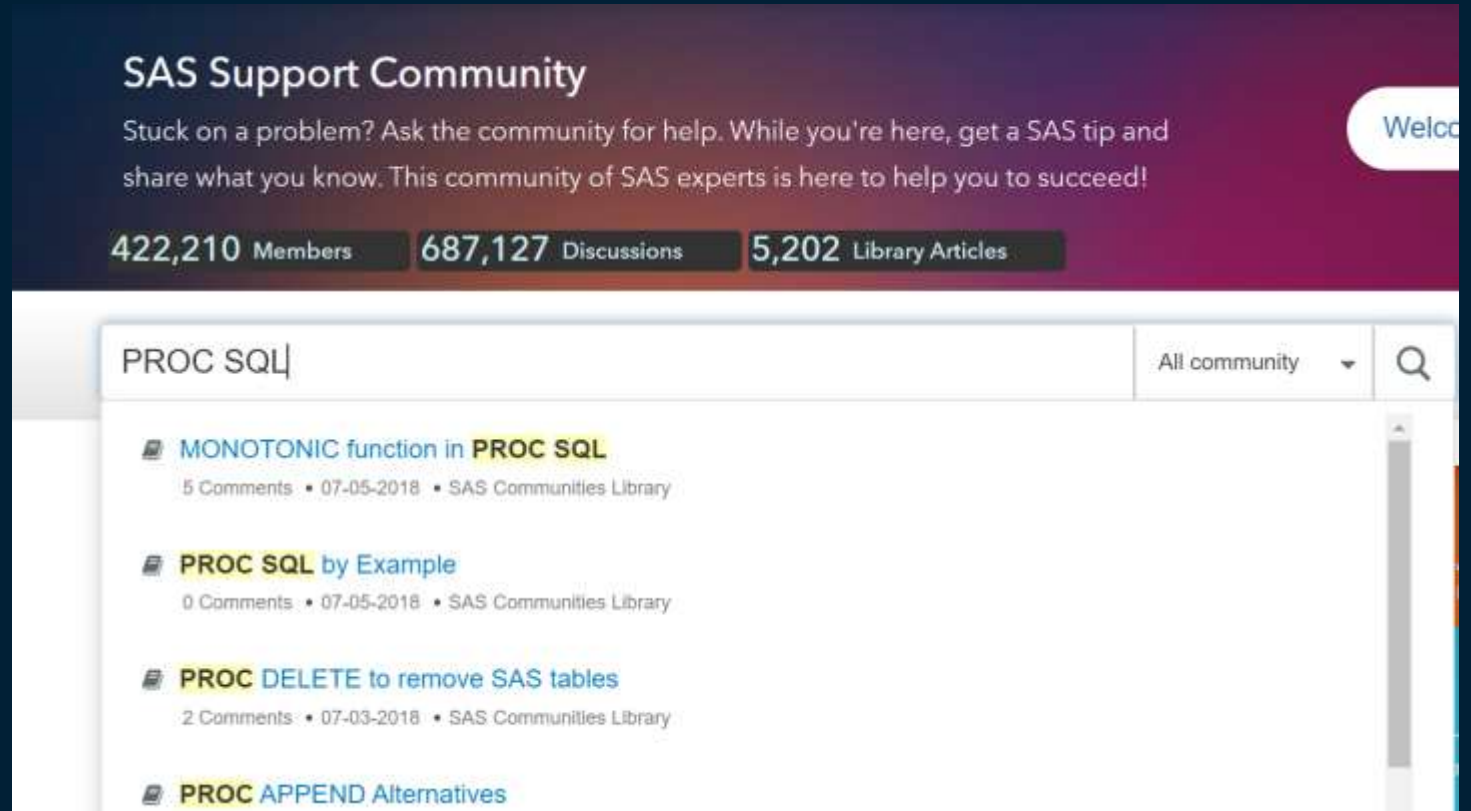 SAS Support Community
Stuck on a problem? Ask the community for help. While you're here, get a SAS tip and
share what you know. This community of SAS experts is here to help you to succeed!
Welco
422,210 Members 687,127 Discussions 5,202 Library Articles
PROC SQL All community
MONOTONIC function in PROC SQL
5 Comments • 07-05-2018 • SAS Communities Library
PROC SQL by Example
0 Comments • 07-05-2018 • SAS Communities Library
PROC DELETE to remove SAS tables
2 Comments • 07-03-2018 • SAS Communities Library
PROC APPEND Alternatives